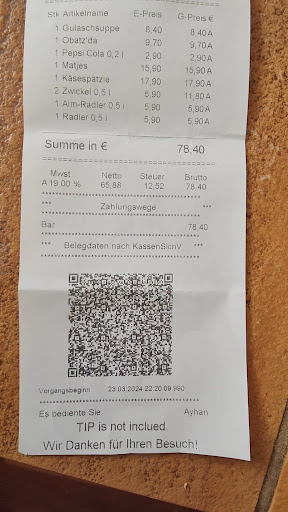 Stk Artikelname E-Preis G-Preis €
1 Gulaschsuppe 8,40 8,40 A
1 Obatz'da 9,70 9,70 A
1 Pepsi Cola 0,2 l 2,90 2,90 A
1 Matjes 15,90 15,90 A
1 Käsespätzle 17,90 17,90 A
2 Zwickel 0,5 l 5,90 11,80 A
1 Alm-Radler 0,5 l 5,90 5,90 A
1 Radler 0,5 l 5,90 5,90 A
Summe in € 78,40
Mwst Netto Steuer Brutto
A 19,00 % 65,88 12,52 78,40
*** Zahlungswege ***
Bar 78,40
*** Belegdaten nach KassenSichV ***
Vorgangsbeginn 23.03.2024 22:20:09.990
Es bediente Sie: Ayhan
TIP is not included.
Wir Danken für Ihren Besuch!